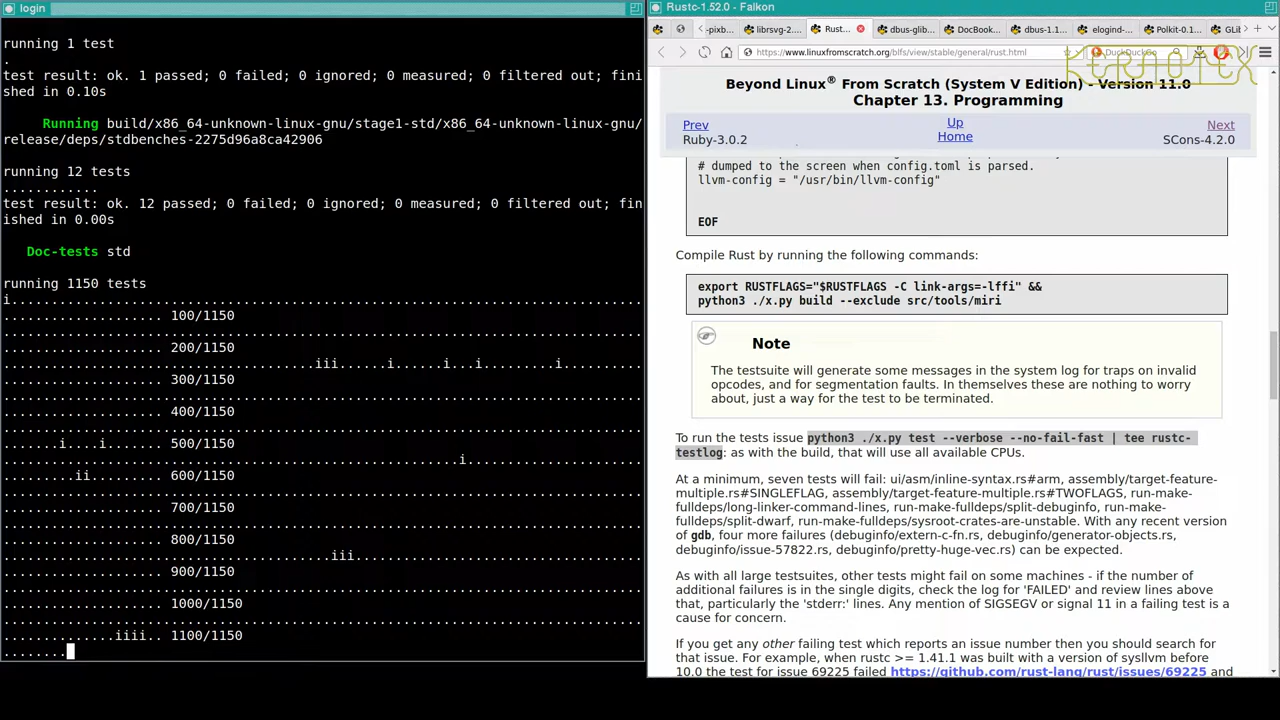 login
running 1 test
.
test result: ok. 1 passed; 0 failed; 0 ignored; 0 measured; 0 filtered out; fini
shed in 0.10s
Running build/x86_64-unknown-linux-gnu/stage1-std/x86_64-unknown-linux-gnu/
release/deps/stdbenches-2275d96a8ca42906
running 12 tests
............
test result: ok. 12 passed; 0 failed; 0 ignored; 0 measured; 0 filtered out; fin
ished in 0.00s
Doc-tests std
running 1150 tests
i...............................................................................
.................... 100/1150
................................................................................
.................... 200/1150
.......................................iii......i......i...i.........i..........
.................... 300/1150
................................................................................
.................... 400/1150
................................................................................
.......i....i....... 500/1150
.........................................................i......................
.........ii......... 600/1150
................................................................................
.................... 700/1150
................................................................................
.................... 800/1150
.........................................iii....................................
.................... 900/1150
................................................................................
.................... 1000/1150
................................................................................
..............iiii.. 1100/1150
........
Rustc-1.52.0 - Falkon
-pixb...
librsvg-2....
Rust...
dbus-glib...
DocBook...
dbus-1.1...
elogind-...
Polkit-0.1...
GLib
https://www.linuxfromscratch.org/blfs/view/stable/general/rust.html
DuckDuckGo
KERNOTEX
Beyond Linux® From Scratch (System V Edition) - Version 11.0
Chapter 13. Programming
Prev
Up
Next
Ruby-3.0.2
Home
SCons-4.2.0
# dumped to the screen when config.toml is parsed.
llvm-config = "/usr/bin/llvm-config"
EOF
Compile Rust by running the following commands:
export RUSTFLAGS="$RUSTFLAGS -C link-args=-lffi" &&
python3 ./x.py build --exclude src/tools/miri
Note
The testsuite will generate some messages in the system log for traps on invalid
opcodes, and for segmentation faults. In themselves these are nothing to worry
about, just a way for the test to be terminated.
To run the tests issue python3 ./x.py test --verbose --no-fail-fast | tee rustc-
testlog: as with the build, that will use all available CPUs.
At a minimum, seven tests will fail: ui/asm/inline-syntax.rs#arm, assembly/target-feature-
multiple.rs#SINGLEFLAG, assembly/target-feature-multiple.rs#TWOFLAGS, run-make-
fulldeps/long-linker-command-lines, run-make-fulldeps/split-debuginfo, run-make-
fulldeps/split-dwarf, run-make-fulldeps/sysroot-crates-are-unstable. With any recent version
of gdb, four more failures (debuginfo/extern-c-fn.rs, debuginfo/generator-objects.rs,
debuginfo/issue-57822.rs, debuginfo/pretty-huge-vec.rs) can be expected.
As with all large testsuites, other tests might fail on some machines - if the number of
additional failures is in the single digits, check the log for 'FAILED' and review lines above
that, particularly the 'stderr:' lines. Any mention of SIGSEGV or signal 11 in a failing test is a
cause for concern.
If you get any other failing test which reports an issue number then you should search for
that issue. For example, when rustc >= 1.41.1 was built with a version of sysllvm before
10.0 the test for issue 69225 failed https://github.com/rust-lang/rust/issues/69225 and